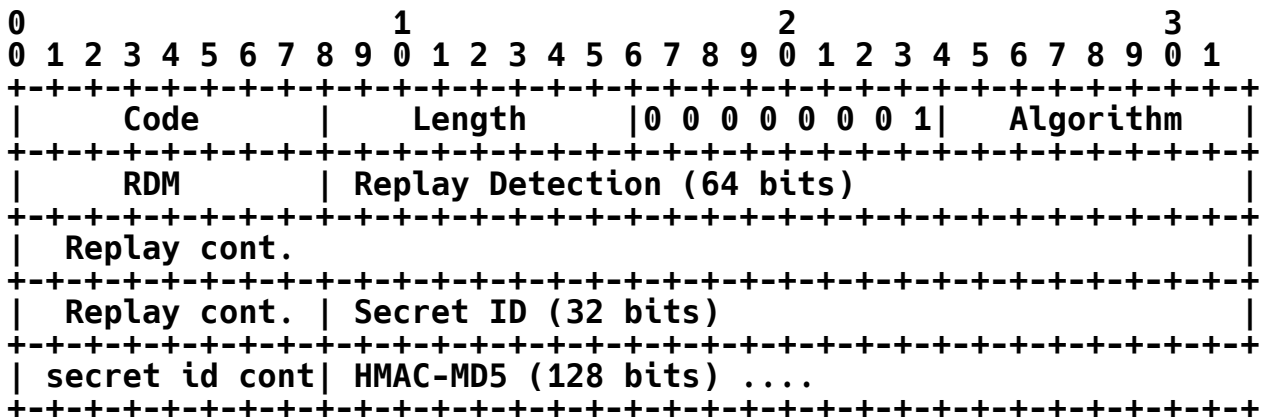 0                   1                   2                   3
0 1 2 3 4 5 6 7 8 9 0 1 2 3 4 5 6 7 8 9 0 1 2 3 4 5 6 7 8 9 0 1
+-+-+-+-+-+-+-+-+-+-+-+-+-+-+-+-+-+-+-+-+-+-+-+-+-+-+-+-+-+-+-+-+
|     Code      |    Length     |0 0 0 0 0 0 0 1|   Algorithm   |
+-+-+-+-+-+-+-+-+-+-+-+-+-+-+-+-+-+-+-+-+-+-+-+-+-+-+-+-+-+-+-+-+
|     RDM       | Replay Detection (64 bits)                    |
+-+-+-+-+-+-+-+-+-+-+-+-+-+-+-+-+-+-+-+-+-+-+-+-+-+-+-+-+-+-+-+-+
|  Replay cont.                                                 |
+-+-+-+-+-+-+-+-+-+-+-+-+-+-+-+-+-+-+-+-+-+-+-+-+-+-+-+-+-+-+-+-+
|  Replay cont. | Secret ID (32 bits)                           |
+-+-+-+-+-+-+-+-+-+-+-+-+-+-+-+-+-+-+-+-+-+-+-+-+-+-+-+-+-+-+-+-+
| secret id cont| HMAC-MD5 (128 bits) ....
+-+-+-+-+-+-+-+-+-+-+-+-+-+-+-+-+-+-+-+-+-+-+-+-+-+-+-+-+-+-+-+-+